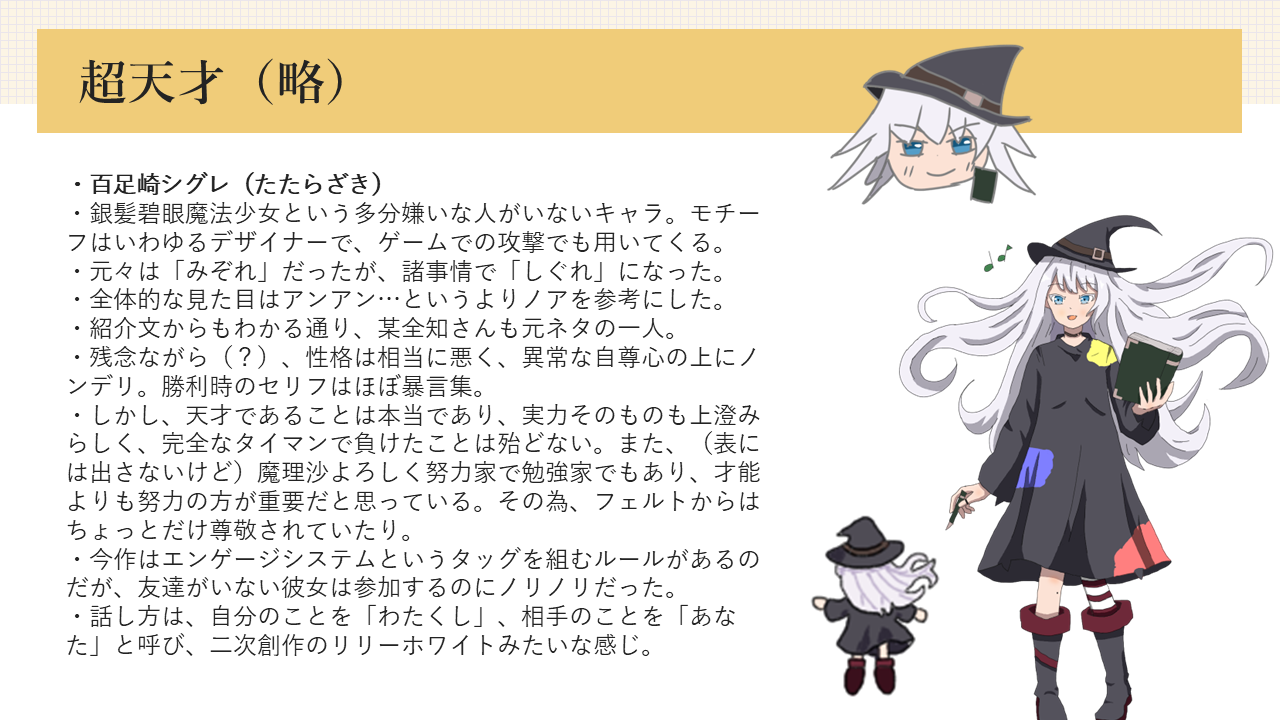 超天才（略）
・百足崎シグレ（たたらざき）
・銀髪碧眼魔法少女という多分嫌いな人がいないキャラ。モチー
フはいわゆるデザイナーで、ゲームでの攻撃でも用いてくる。
・元々は「みぞれ」だったが、諸事情で「しぐれ」になった。
・全体的な見た目はアンアン…というよりノアを参考にした。
・紹介文からもわかる通り、某全知さんも元ネタの一人。
・残念ながら（？）、性格は相当に悪く、異常な自尊心の上にノ
ンデリ。勝利時のセリフはほぼ暴言集。
・しかし、天才であることは本当であり、実力そのものも上澄み
らしく、完全なタイマンで負けたことは殆どない。また、（表に
は出さないけど）魔理沙よろしく努力家で勉強家でもあり、才能
よりも努力の方が重要だと思っている。その為、フェルトからは
ちょっとだけ尊敬されていたり。
・今作はエンゲージシステムというタッグを組むルールがあるの
だが、友達がいない彼女は参加するのにノリノリだった。
・話し方は、自分のことを「わたくし」、相手のことを「あな
た」と呼び、二次創作のリリーホワイトみたいな感じ。